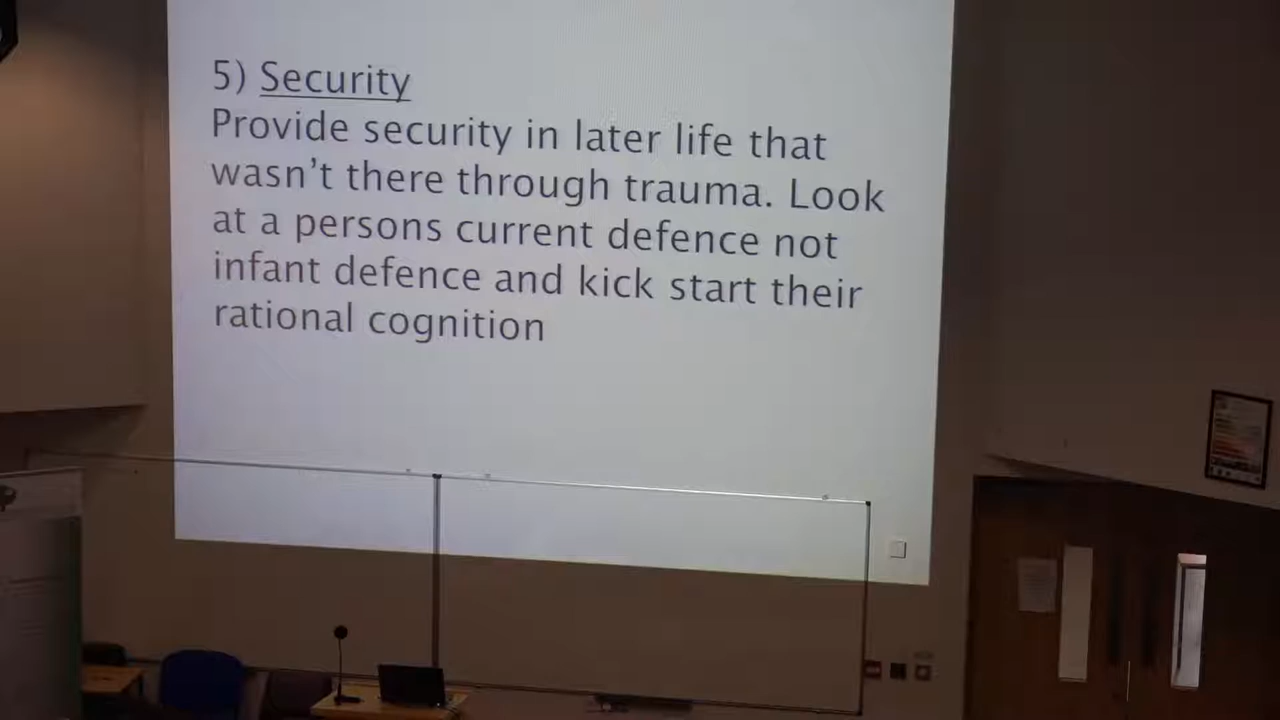 5) Security
Provide security in later life that
wasn't there through trauma. Look
at a persons current defence not
infant defence and kick start their
rational cognition